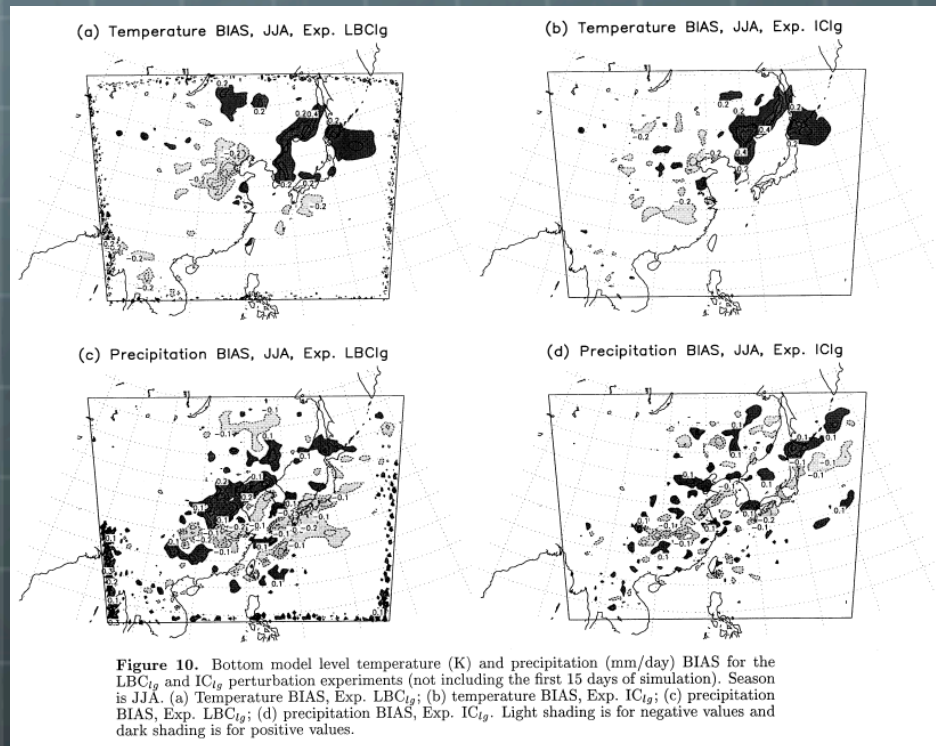 (a) Temperature BIAS, JJA, Exp. LBClg
(b) Temperature BIAS, JJA, Exp. IClg
(c) Precipitation BIAS, JJA, Exp. LBClg
(d) Precipitation BIAS, JJA, Exp. IClg
Figure 10. Bottom model level temperature (K) and precipitation (mm/day) BIAS for the
LBClg and IClg perturbation experiments (not including the first 15 days of simulation). Season
is JJA. (a) Temperature BIAS, Exp. LBClg; (b) temperature BIAS, Exp. IClg; (c) precipitation
BIAS, Exp. LBClg; (d) precipitation BIAS, Exp. IClg. Light shading is for negative values and
dark shading is for positive values.